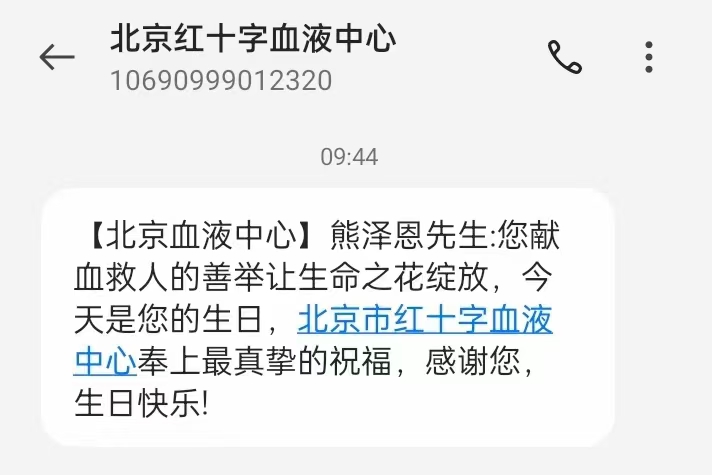 北京红十字血液中心
10690999012320
09:44
【北京血液中心】熊泽恩先生:您献
血救人的善举让生命之花绽放，今
天是您的生日，北京市红十字血液
中心奉上最真挚的祝福，感谢您，
生日快乐!